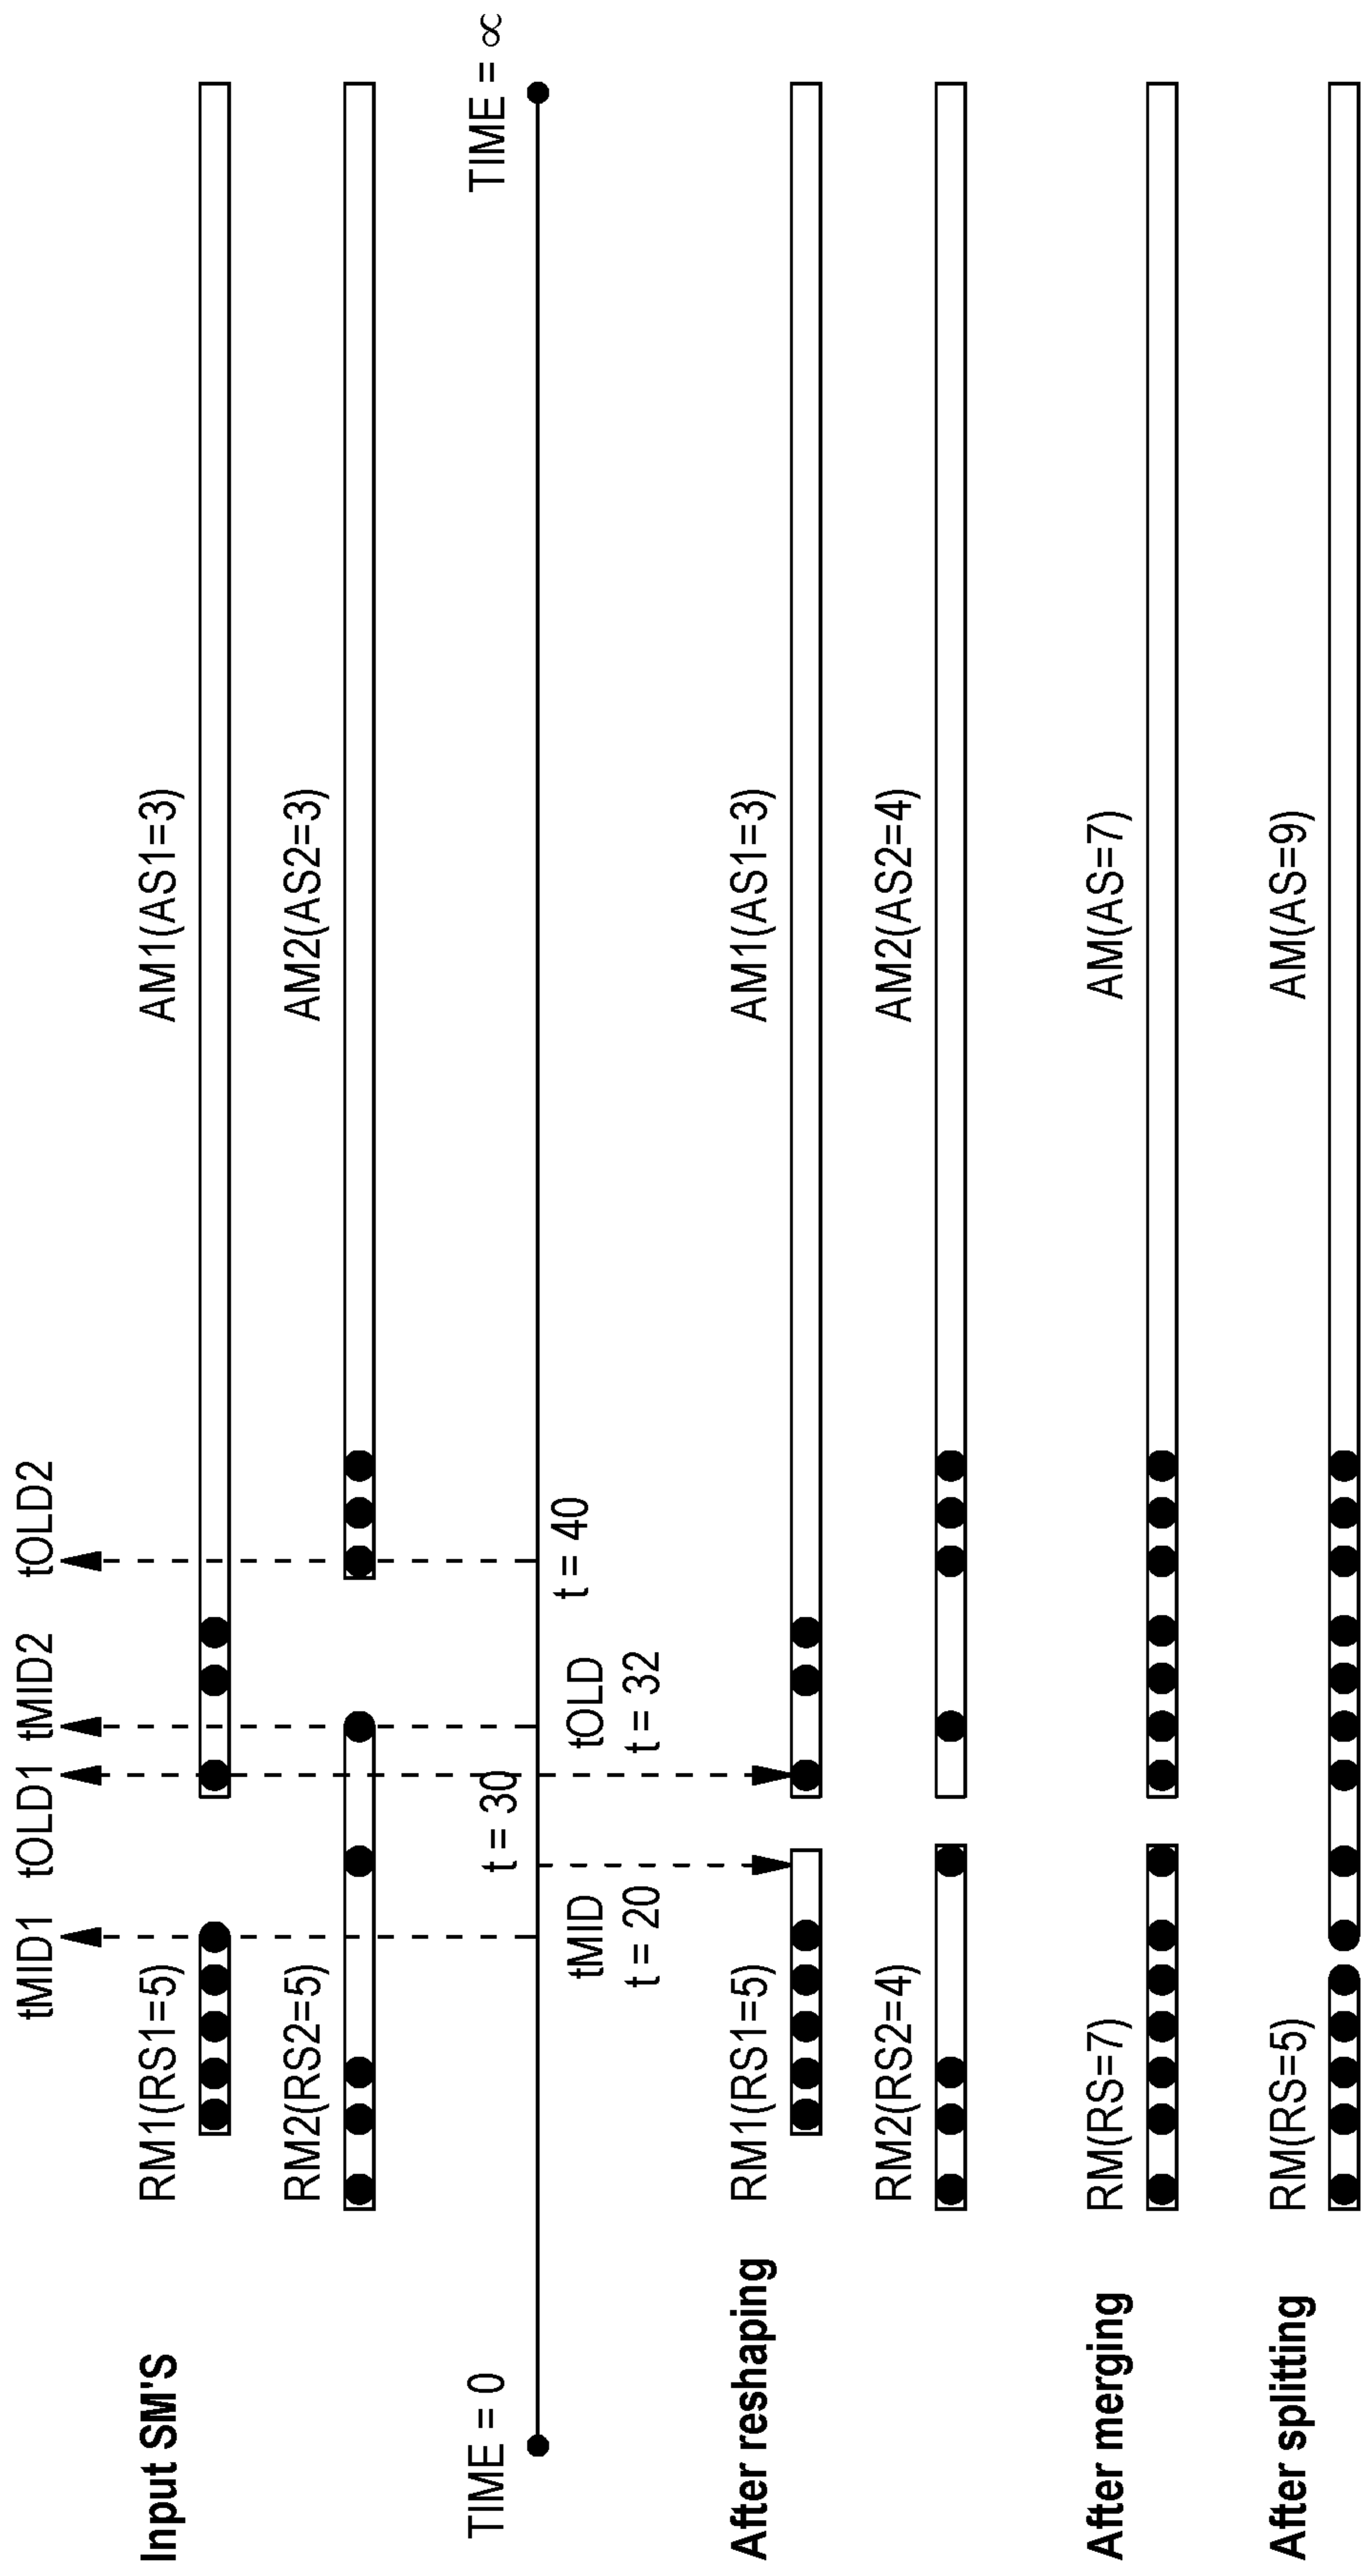 tMID1 tOLD1 tMID2 tOLD2
Input SM'S
RM1(RS1=5) AM1(AS1=3)
RM2(RS2=5) AM2(AS2=3)
TIME = 0 t = 30 TIME = ∝
tMID tOLD t = 40
t = 20 t = 32
After reshaping RM1(RS1=5) AM1(AS1=3)
RM2(RS2=4) AM2(AS2=4)
After merging RM(RS=7) AM(AS=7)
After splitting RM(RS=5) AM(AS=9)